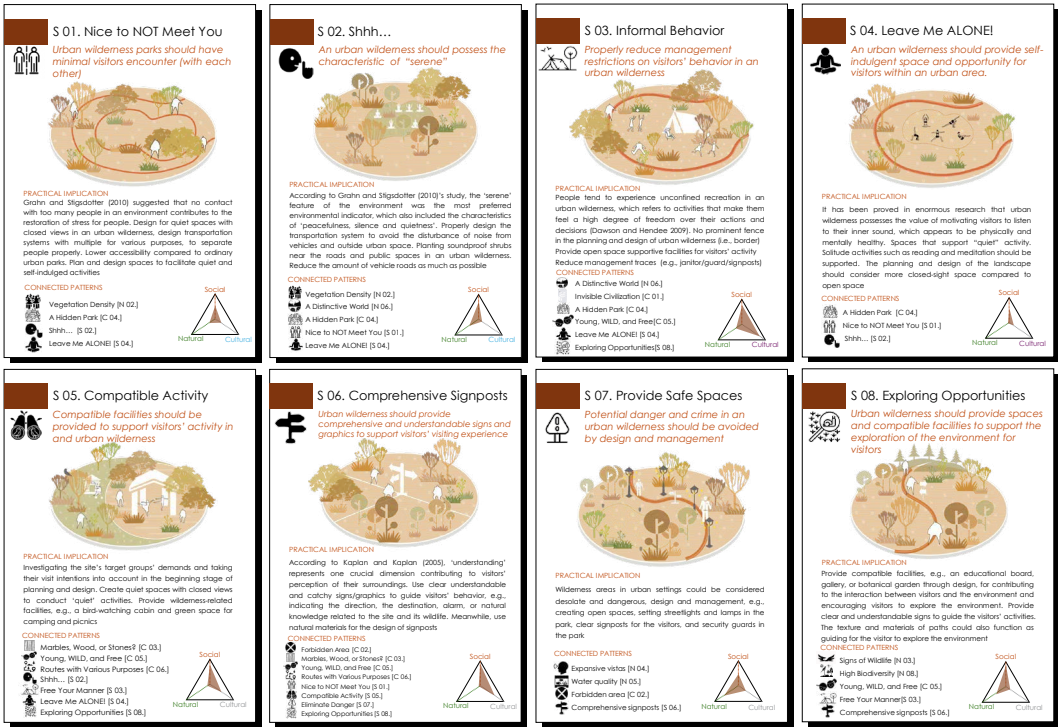 S 01. Nice to NOT Meet You
Urban wilderness parks should have
minimal visitors encounter (with each
other)
PRACTICAL IMPLICATION
Grahn and Stigsdotter (2010) suggested that no contact
with too many people in an environment contributes to the
restoration of stress for people. Design for quiet spaces with
closed views in an urban wilderness, design transportation
systems with multiple for various purposes, to separate
people properly. Lower accessibility compared to ordinary
urban parks. Plan and design spaces to facilitate quiet and
self-indulged activities
CONNECTED PATTERNS
Vegetation Density [N 02.]
A Hidden Park [C 04.]
Shhh... [S 02.]
Leave Me ALONE! [S 04.]
Social
Natural
Cultural
S 02. Shhh...
An urban wilderness should possess the
characteristic of "serene"
PRACTICAL IMPLICATION
According to Grahn and Stigsdotter (2010)'s study, the 'serene'
feature of the environment was the most preferred
environmental indicator, which also included the characteristics
of 'peacefulness, silence and quietness'. Properly design the
transportation system to avoid the disturbance of noise from
vehicles and outside urban space. Planting soundproof shrubs
near the roads and public spaces in an urban wilderness.
Reduce the amount of vehicle roads as much as possible
CONNECTED PATTERNS
Vegetation Density [N 02.]
A Distinctive World [N 06.]
A Hidden Park [C 04.]
Nice to NOT Meet You [S 01.]
Leave Me ALONE! [S 04.]
Social
Natural
Cultural
S 03. Informal Behavior
Properly reduce management
restrictions on visitors' behavior in an
urban wilderness
PRACTICAL IMPLICATION
People tend to experience unconfined recreation in an
urban wilderness, which refers to activities that make them
feel a high degree of freedom over their actions and
decisions (Dawson and Hendee 2009). No prominent fence
in the planning and design of urban wilderness (i.e., border)
Provide open space supportive facilities for visitors' activity
Reduce management traces (e.g., janitor/guard/signposts)
CONNECTED PATTERNS
A Distinctive World [N 06.]
Invisible Civilization [C 01.]
A Hidden Park [C 04.]
Young, WILD, and Free[C 05.]
Leave Me ALONE! [S 04.]
Exploring Opportunities[S 08.]
Social
Natural
Cultural
S 04. Leave Me ALONE!
An urban wilderness should provide self-
indulgent space and opportunity for
visitors within an urban area.
PRACTICAL IMPLICATION
It has been proved in enormous research that urban
wilderness possesses the value of motivating visitors to listen
to their inner sound, which appears to be physically and
mentally healthy. Spaces that support "quiet" activity.
Solitude activities such as reading and meditation should be
supported. The planning and design of the landscape
should consider more closed-sight space compared to
open space
CONNECTED PATTERNS
A Hidden Park [C 04.]
Nice to NOT Meet You [S 01.]
Shhh... [S 02.]
Social
Natural
Cultural
S 05. Compatible Activity
Compatible facilities should be
provided to support visitors' activity in
and urban wilderness
PRACTICAL IMPLICATION
Investigating the site's target groups' demands and taking
their visit intentions into account in the beginning stage of
planning and design. Create quiet spaces with closed views
to conduct 'quiet' activities. Provide wilderness-related
facilities, e.g., a bird-watching cabin and green space for
camping and picnics
CONNECTED PATTERNS
Marbles, Wood, or Stones? [C 03.]
Young, WILD, and Free [C 05.]
Routes with Various Purposes [C 06.]
Shhh... [S 02.]
Free Your Manner [S 03.]
Leave Me ALONE! [S 04.]
Exploring Opportunities [S 08.]
Social
Natural
Cultural
S 06. Comprehensive Signposts
Urban wilderness should provide
comprehensive and understandable signs and
graphics to support visitors' visiting experience
PRACTICAL IMPLICATION
According to Kaplan and Kaplan (2005), 'understanding'
represents one crucial dimension contributing to visitors'
perception of their surroundings. Use clear understandable
and catchy signs/graphics to guide visitors' behavior, e.g.,
indicating the direction, the destination, alarm, or natural
knowledge related to the site and its wildlife. Meanwhile, use
natural materials for the design of signposts
CONNECTED PATTERNS
Forbidden Area [C 02.]
Marbles, Wood, or Stones? [C 03.]
Young, WILD, and Free [C 05.]
Routes with Various Purposes [C 06.]
Nice to NOT Meet You [S 01.]
Compatible Activity [S 05.]
Eliminate Danger [S 07.]
Exploring Opportunities [S 08.]
Social
Natural
Cultural
S 07. Provide Safe Spaces
Potential danger and crime in an
urban wilderness should be avoided
by design and management
PRACTICAL IMPLICATION
Wilderness areas in urban settings could be considered
desolate and dangerous, design and management, e.g.,
creating open spaces, setting streetlights and lamps in the
park, clear signposts for the visitors, and security guards in
the park
CONNECTED PATTERNS
Expansive vistas [N 04.]
Water quality [N 05.]
Forbidden area [C 02.]
Comprehensive signposts [S 06.]
Social
Natural
Cultural
S 08. Exploring Opportunities
Urban wilderness should provide spaces
and compatible facilities to support the
exploration of the environment for
visitors
PRACTICAL IMPLICATION
Provide compatible facilities, e.g., an educational board,
gallery, or botanical garden through design, for contributing
to the interaction between visitors and the environment and
encouraging visitors to explore the environment. Provide
clear and understandable signs to guide the visitors' activities.
The texture and materials of paths could also function as
guiding for the visitor to explore the environment
CONNECTED PATTERNS
Signs of Wildlife [N 03.]
High Biodiversity [N 08.]
Young, WILD, and Free [C 05.]
Free Your Manner[S 03.]
Comprehensive signposts [S 06.]
Social
Natural
Cultural